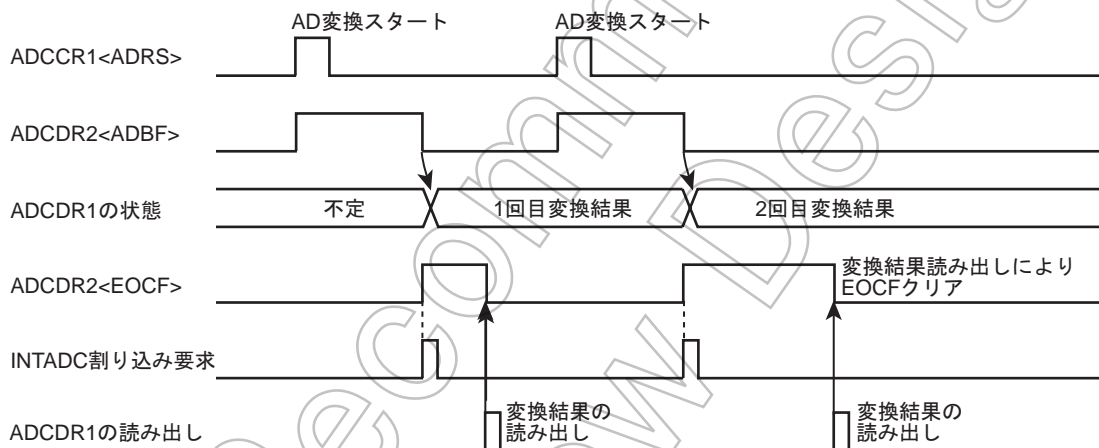 AD変換スタート
AD変換スタート
ADCCR1<ADRS>
ADCDR2<ADBF>
ADCDR1の状態
不定
1回目変換結果
2回目変換結果
ADCDR2<EOCF>
変換結果読み出しにより
EOCFクリア
INTADC割り込み要求
ADCDR1の読み出し
変換結果の
読み出し
変換結果の
読み出し